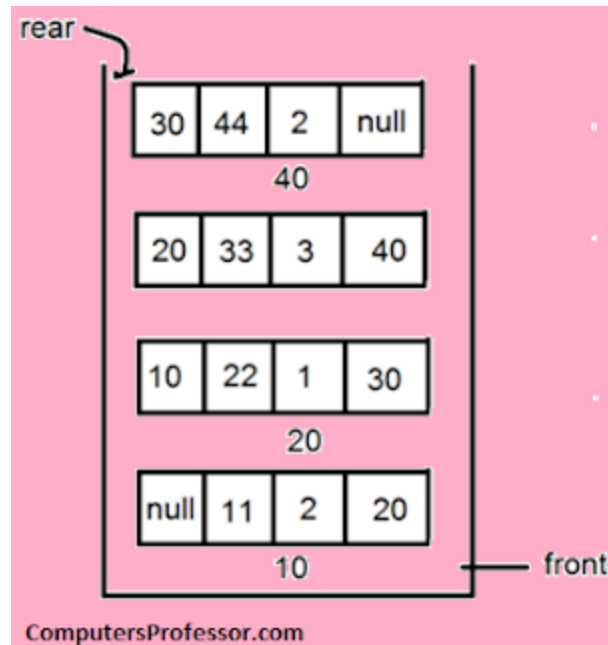 rear
30 44 2 null
40
20 33 3 40
10 22 1 30
20
null 11 2 20
10
front
ComputersProfessor.com